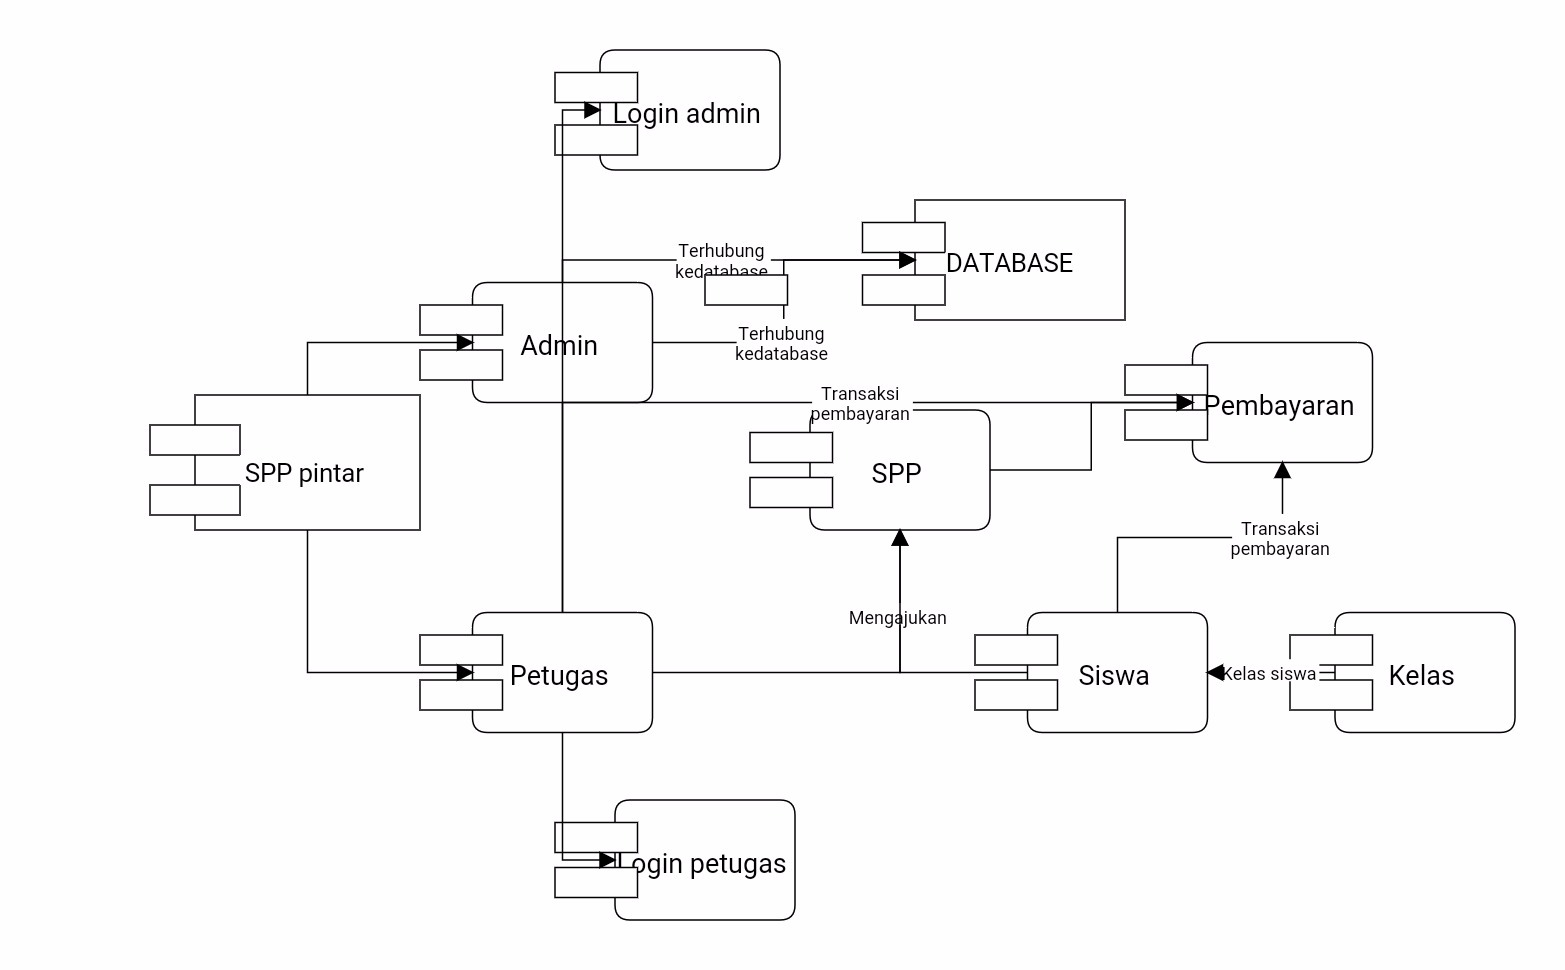 Login admin
Terhubung
kedatabase
DATABASE
Admin
Terhubung
kedatabase
Transaksi
pembayaran
Pembayaran
SPP pintar
SPP
Transaksi
pembayaran
Mengajukan
Petugas
Siswa
Kelas siswa
Kelas
Login petugas